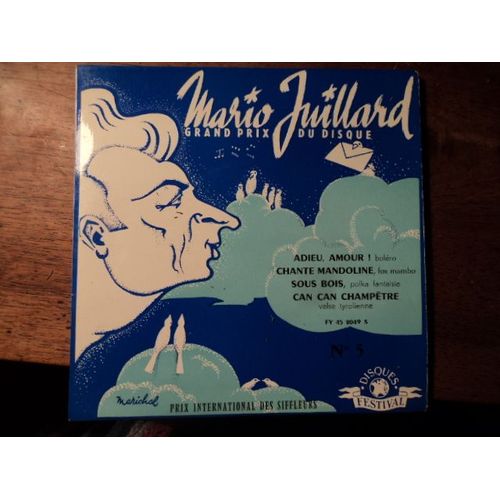 Mario Juillard
GRAND PRIX DU DISQUE
ADIEU, AMOUR ! boléro
CHANTE MANDOLINE, fox mambo
SOUS BOIS, polka fantaisie
CAN CAN CHAMPÊTRE
valse tyrolienne
FY 45 2049 S
N° 5
DISQUES
FESTIVAL
Marichal
PRIX INTERNATIONAL DES SIFFLEURS